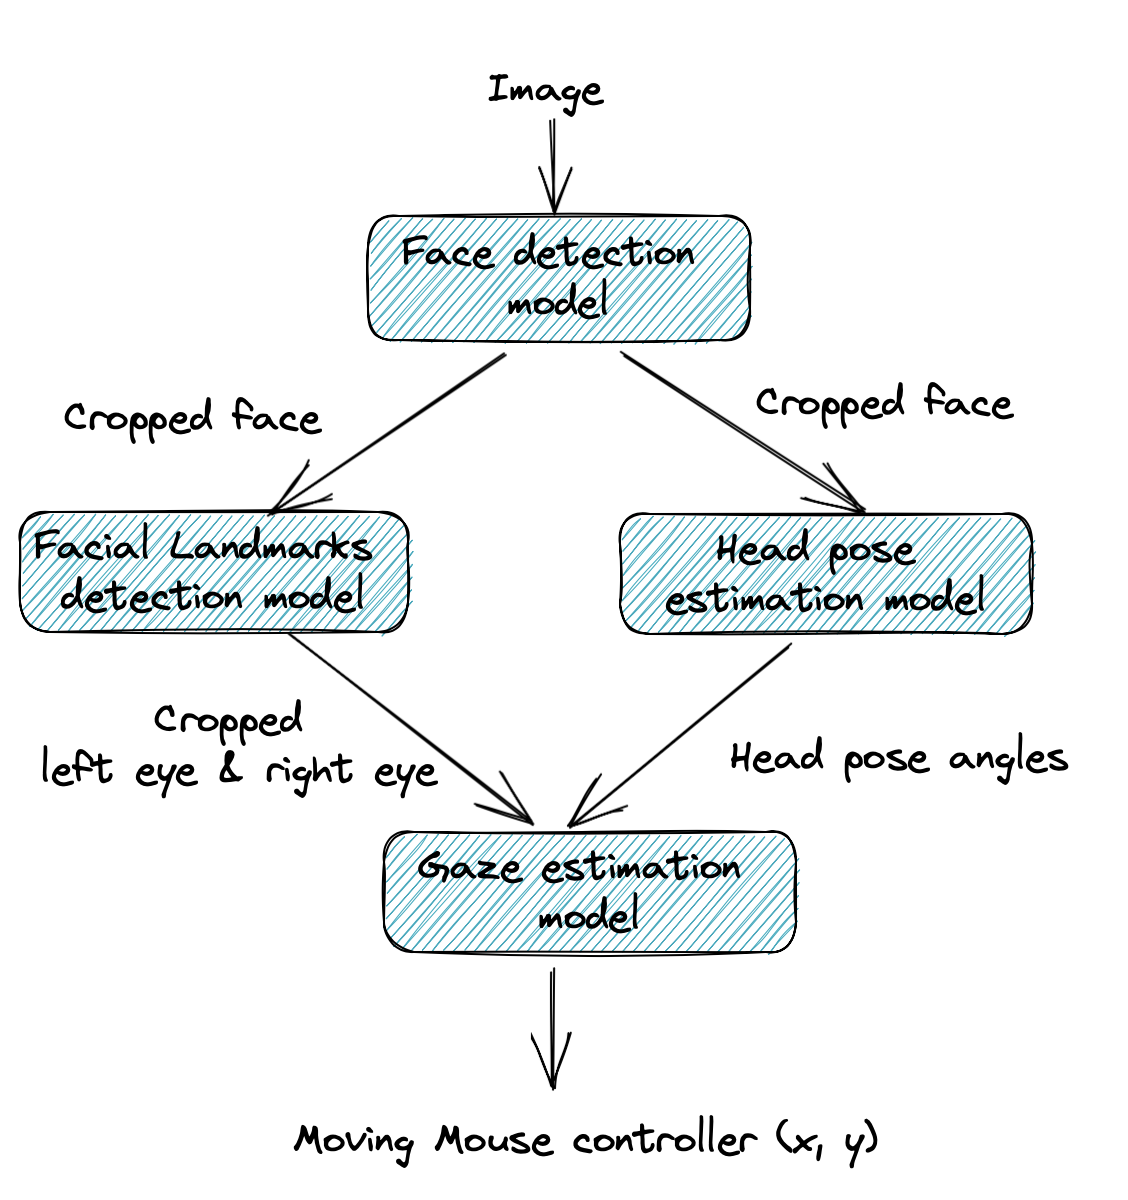 Image
Face detection
model
Cropped face
Cropped face
Facial Landmarks
detection model
Head pose
estimation model
Cropped
left eye & right eye
Head pose angles
Gaze estimation
model
Moving Mouse controller (x, y)